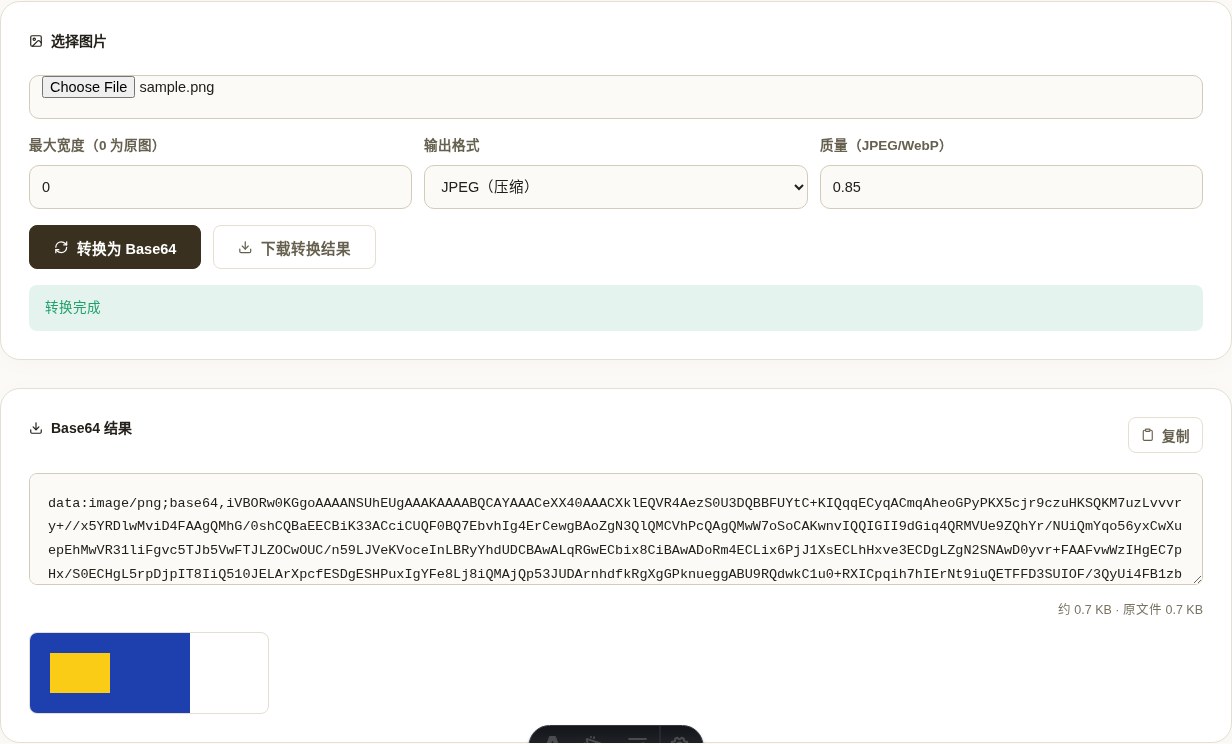 选择图片
Choose File sample.png
最大宽度（0 为原图）
输出格式
质量（JPEG/WebP）
0
JPEG（压缩）
0.85
转换为 Base64
下载转换结果
转换完成
Base64 结果
复制
data:image/png;base64,iVBORw0KGgoAAAANSUhEUgAAAKAAAABQCAYAAACeXX40AAACXklEQVR4AezS0U3DQBBFUYtC+KIQqqECyqACmqAheoGPyPKX5cjr9czuHKSQKM7uzLvvvr
y+//x5YRDlwMviD4FAAgQMhG/0shCQBaEECBiK33ACciCUQF0BQ7EbvhIg4ErCewgBAoZgN3QlQMCVhPcQAgQMwW7oSoCAKwnvIQQIGII9dGiq4QRMVUe9ZQhYr/NUiQmYqo56yxCwXu
epEhMwVR31liFgvc5TJb5VwFTJLZOCwOUC/n59LJVeKVoceInLBRyYhdUDCBAwALqRGwECbix8CiBAwADoRm4ECLix6PjJ1XsECLhHxve3ECDgLZgN2SNAwD0yvr+FAAFvwWzIHgEC7p
Hx/S0ECHgL5rpDjpIT8IiQ510JELArXpcfESDgESHPuxIgYFe8Lj8iQMAjQp53JUDArnhdfkRgXgGPknueggABU9RQdwkC1u0+RXICpqih7hIErNt9iuQETFFD3SUIOF/3QyUi4FB1zb